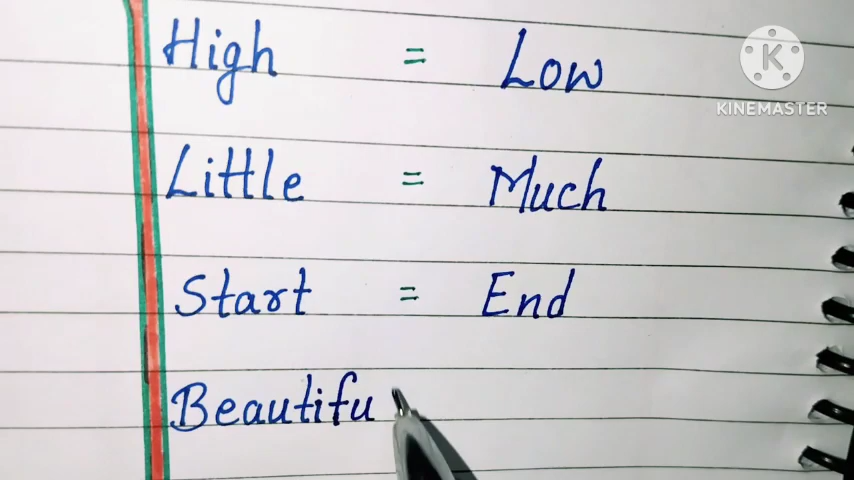 High = Low
KINEMASTER
Little = Much
Start = End
Beautifu